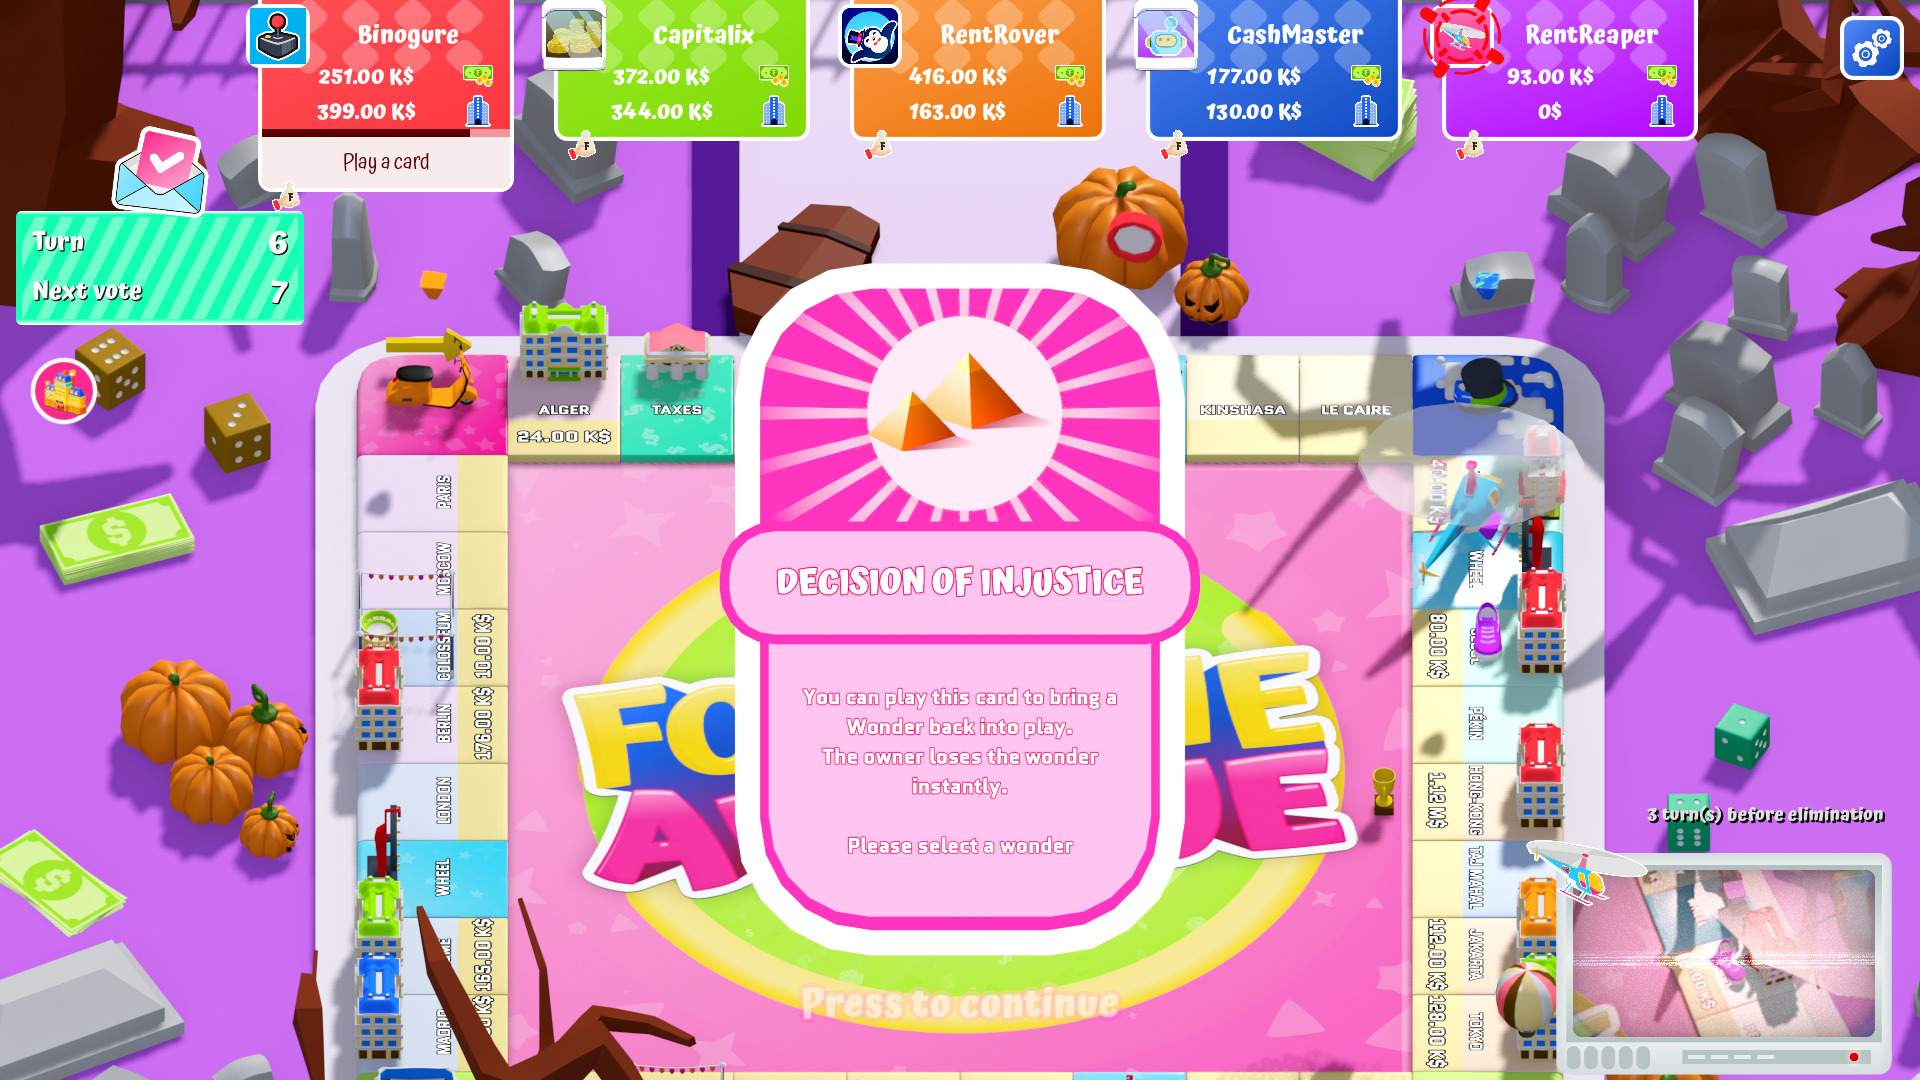 Binogure
251.00 K$
399.00 K$
Play a card
Capitalix
372.00 K$
344.00 K$
RentRover
416.00 K$
163.00 K$
CashMaster
177.00 K$
130.00 K$
RentReaper
93.00 K$
0$
Turn 6
Next vote 7
ALGER
24.00 K$
TAXES
KINSHASA
LE CAIRE
PARIS
MOSCOW
COLOSSEUM
10.00 K$
BERLIN
176.00 K$
LONDON
WHEEL
165.00 K$
MADRID
WHEEL
80.00 K$
PÉKIN
HONG-KONG
1.12 M$
TAJ MAHAL
JAKARTA
112.00 K$
TOKYO
128.00 K$
DECISION OF INJUSTICE
You can play this card to bring a
Wonder back into play.
The owner loses the wonder
instantly.
Please select a wonder
Press to continue
3 turn(s) before elimination